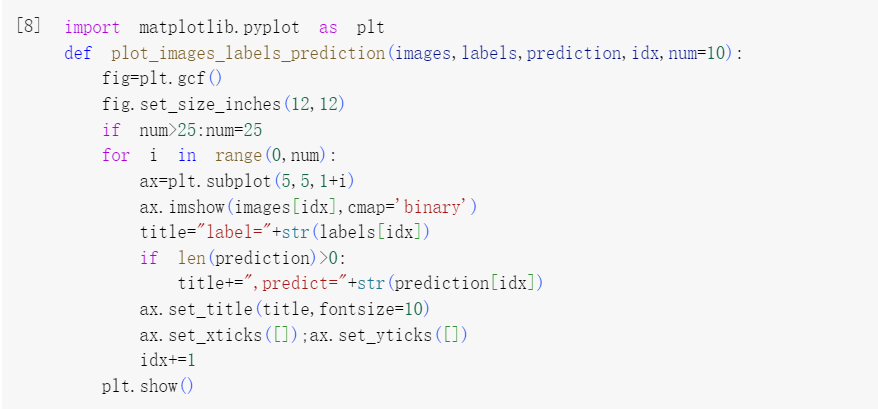 [8] import matplotlib.pyplot as plt
def plot_images_labels_prediction(images,labels,prediction,idx,num=10):
    fig=plt.gcf()
    fig.set_size_inches(12,12)
    if num>25:num=25
    for i in range(0,num):
        ax=plt.subplot(5,5,1+i)
        ax.imshow(images[idx],cmap='binary')
        title="label="+str(labels[idx])
        if len(prediction)>0:
            title+=",predict="+str(prediction[idx])
        ax.set_title(title,fontsize=10)
        ax.set_xticks([]);ax.set_yticks([])
        idx+=1
    plt.show()